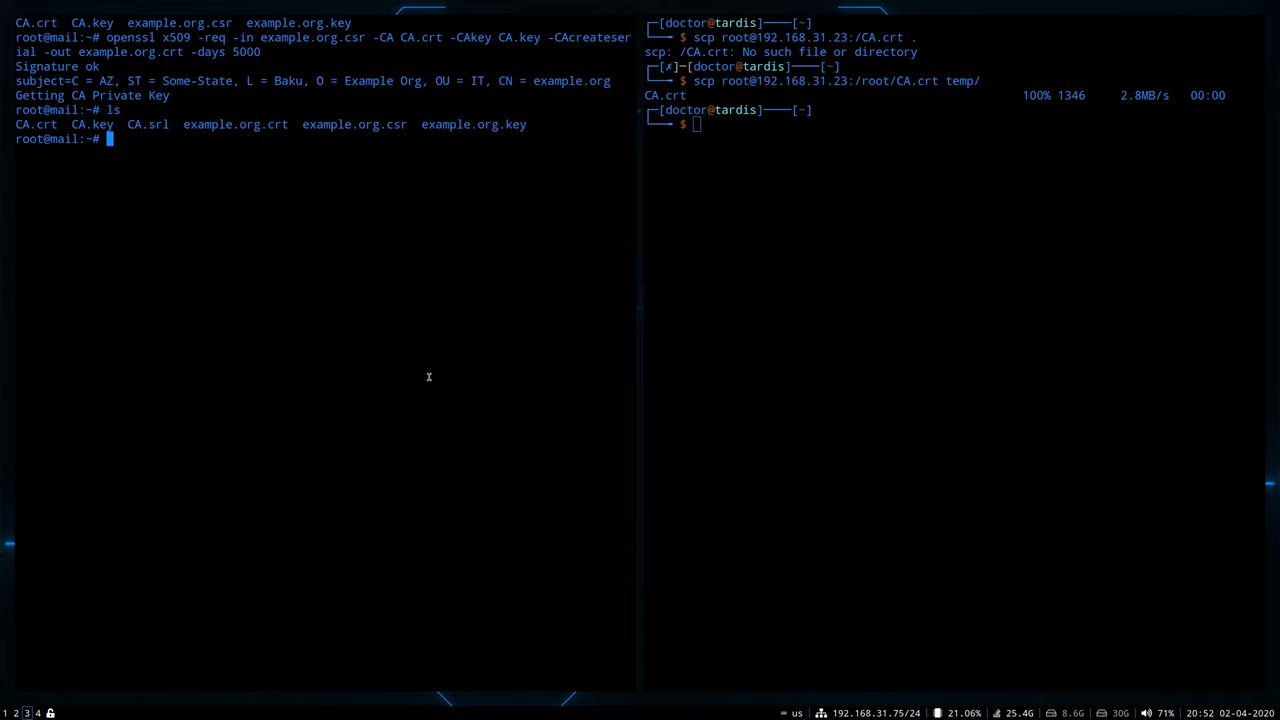 CA.crt  CA.key  example.org.csr  example.org.key
root@mail:~# openssl x509 -req -in example.org.csr -CA CA.crt -CAkey CA.key -CAcreateser
ial -out example.org.crt -days 5000
Signature ok
subject=C = AZ, ST = Some-State, L = Baku, O = Example Org, OU = IT, CN = example.org
Getting CA Private Key
root@mail:~# ls
CA.crt  CA.key  CA.srl  example.org.crt  example.org.csr  example.org.key
root@mail:~#
┌─[doctor@tardis]────[~]
└──╼ $ scp root@192.168.31.23:/CA.crt .
scp: /CA.crt: No such file or directory
┌─[✗]─[doctor@tardis]────[~]
└──╼ $ scp root@192.168.31.23:/root/CA.crt temp/
CA.crt 100% 1346 2.8MB/s 00:00
┌─[doctor@tardis]────[~]
└──╼ $
1 2 3 4 us 192.168.31.75/24 21.06% 25.4G 8.6G 30G 71% 20:52 02-04-2020